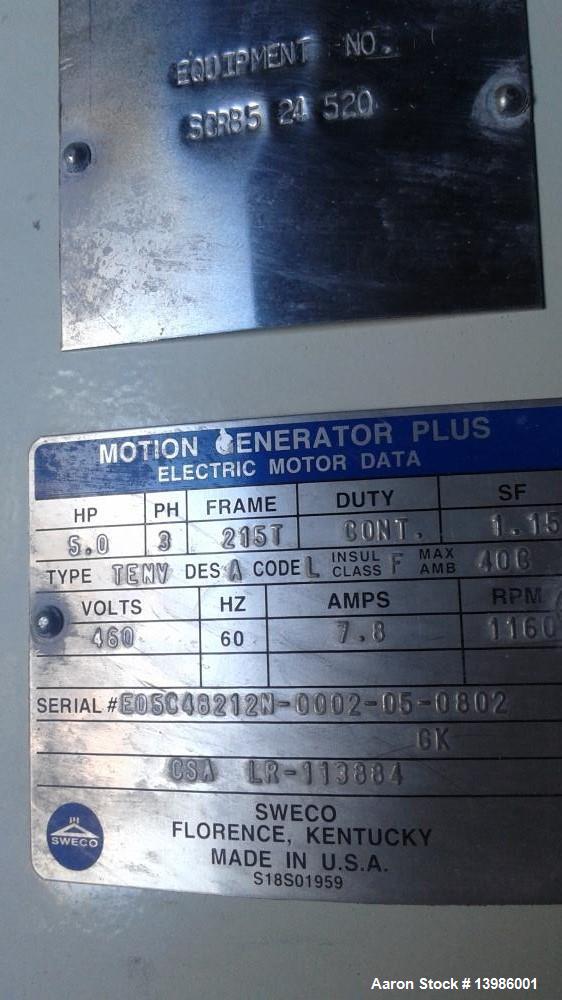 EQUIPMENT NO.
SCR85 24 520
MOTION GENERATOR PLUS
ELECTRIC MOTOR DATA
HP PH FRAME DUTY SF
5.0 3 215T CONT. 1.15
TYPE TENV DES A CODE L INSUL CLASS F MAX AMB 40C
VOLTS HZ AMPS RPM
460 60 7.8 1160
SERIAL # E05C48212N-0002-05-0802
GK
CSA LR-113884
SWECO
SWECO
FLORENCE, KENTUCKY
MADE IN U.S.A.
S18S01959
Aaron Stock # 13986001